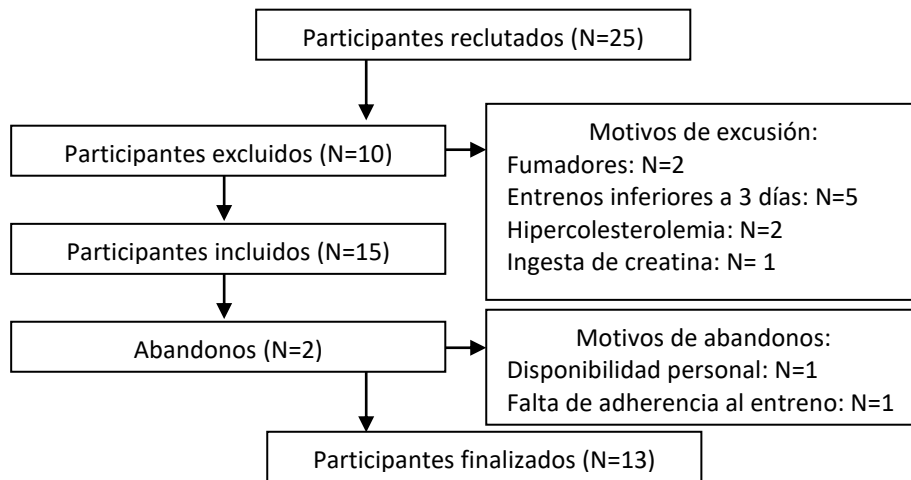 Participantes reclutados (N=25)
Participantes excluidos (N=10)
Motivos de excusión:
Fumadores: N=2
Entrenos inferiores a 3 días: N=5
Hipercolesterolemia: N=2
Ingesta de creatina: N= 1
Participantes incluidos (N=15)
Abandonos (N=2)
Motivos de abandonos:
Disponibilidad personal: N=1
Falta de adherencia al entreno: N=1
Participantes finalizados (N=13)